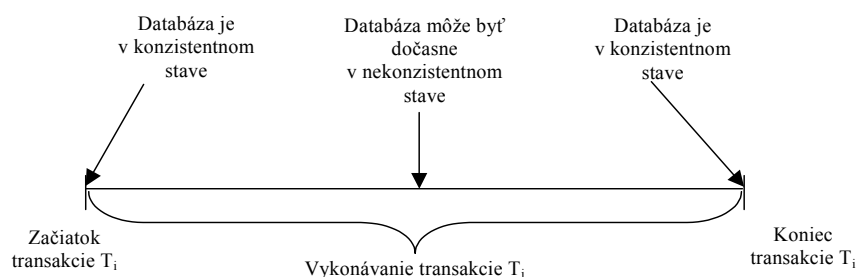 Databáza je
v konzistentnom
stave
Databáza môže byť
dočasne
v nekonzistentnom
stave
Databáza je
v konzistentnom
stave
Začiatok
transakcie Ti
Vykonávanie transakcie Ti
Koniec
transakcie Ti